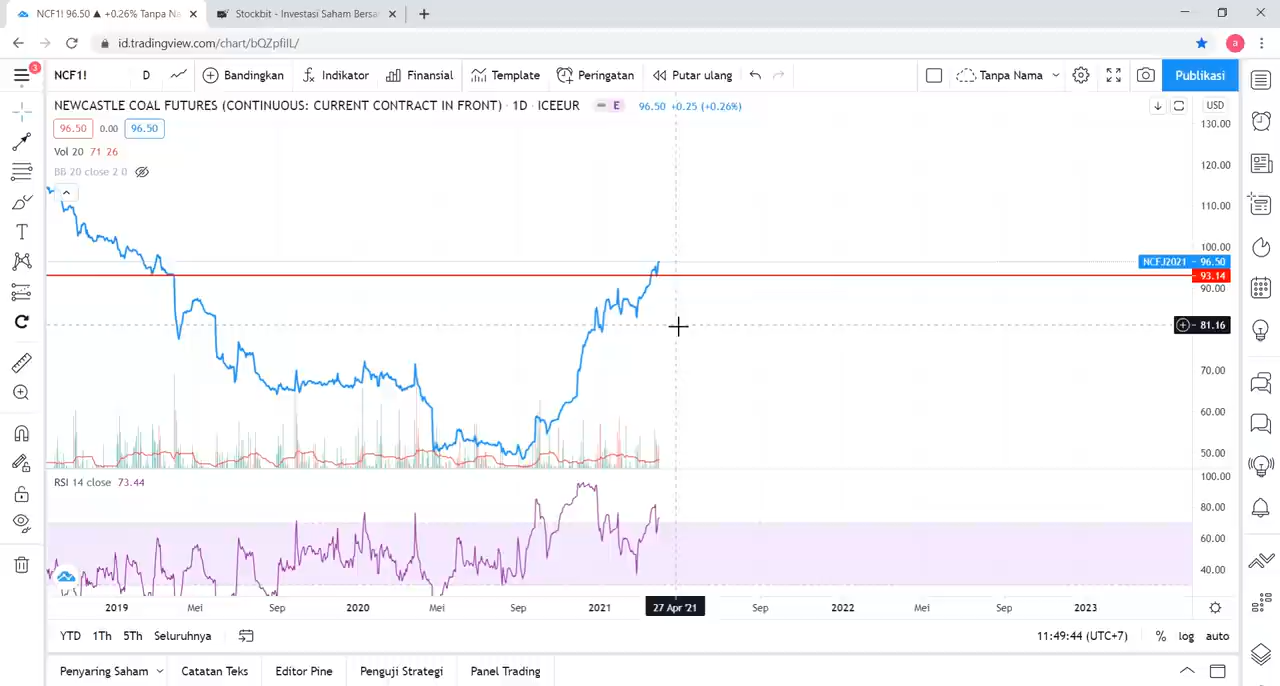 NCF1! 96.50 ▲ +0.26% Tanpa Na
Stockbit - Investasi Saham Bersa
id.tradingview.com/chart/bQZpfiIL/
a
3
NCF1!
D
Bandingkan
Indikator
Finansial
Template
Peringatan
Putar ulang
Tanpa Nama
Publikasi
NEWCASTLE COAL FUTURES (CONTINUOUS: CURRENT CONTRACT IN FRONT) · 1D · ICEEUR
E
96.50 +0.25 (+0.26%)
USD
96.50 0.00 96.50
Vol 20 71 26
BB 20 close 2 0
130.00
120.00
110.00
100.00
NCFJ2021 - 96.50
93.14
90.00
81.16
70.00
60.00
50.00
100.00
RSI 14 close 73.44
80.00
60.00
40.00
2019 Mei Sep 2020 Mei Sep 2021 27 Apr '21 Sep 2022 Mei Sep 2023
YTD 1Th 5Th Seluruhnya
11:49:44 (UTC+7) % log auto
Penyaring Saham
Catatan Teks
Editor Pine
Penguji Strategi
Panel Trading